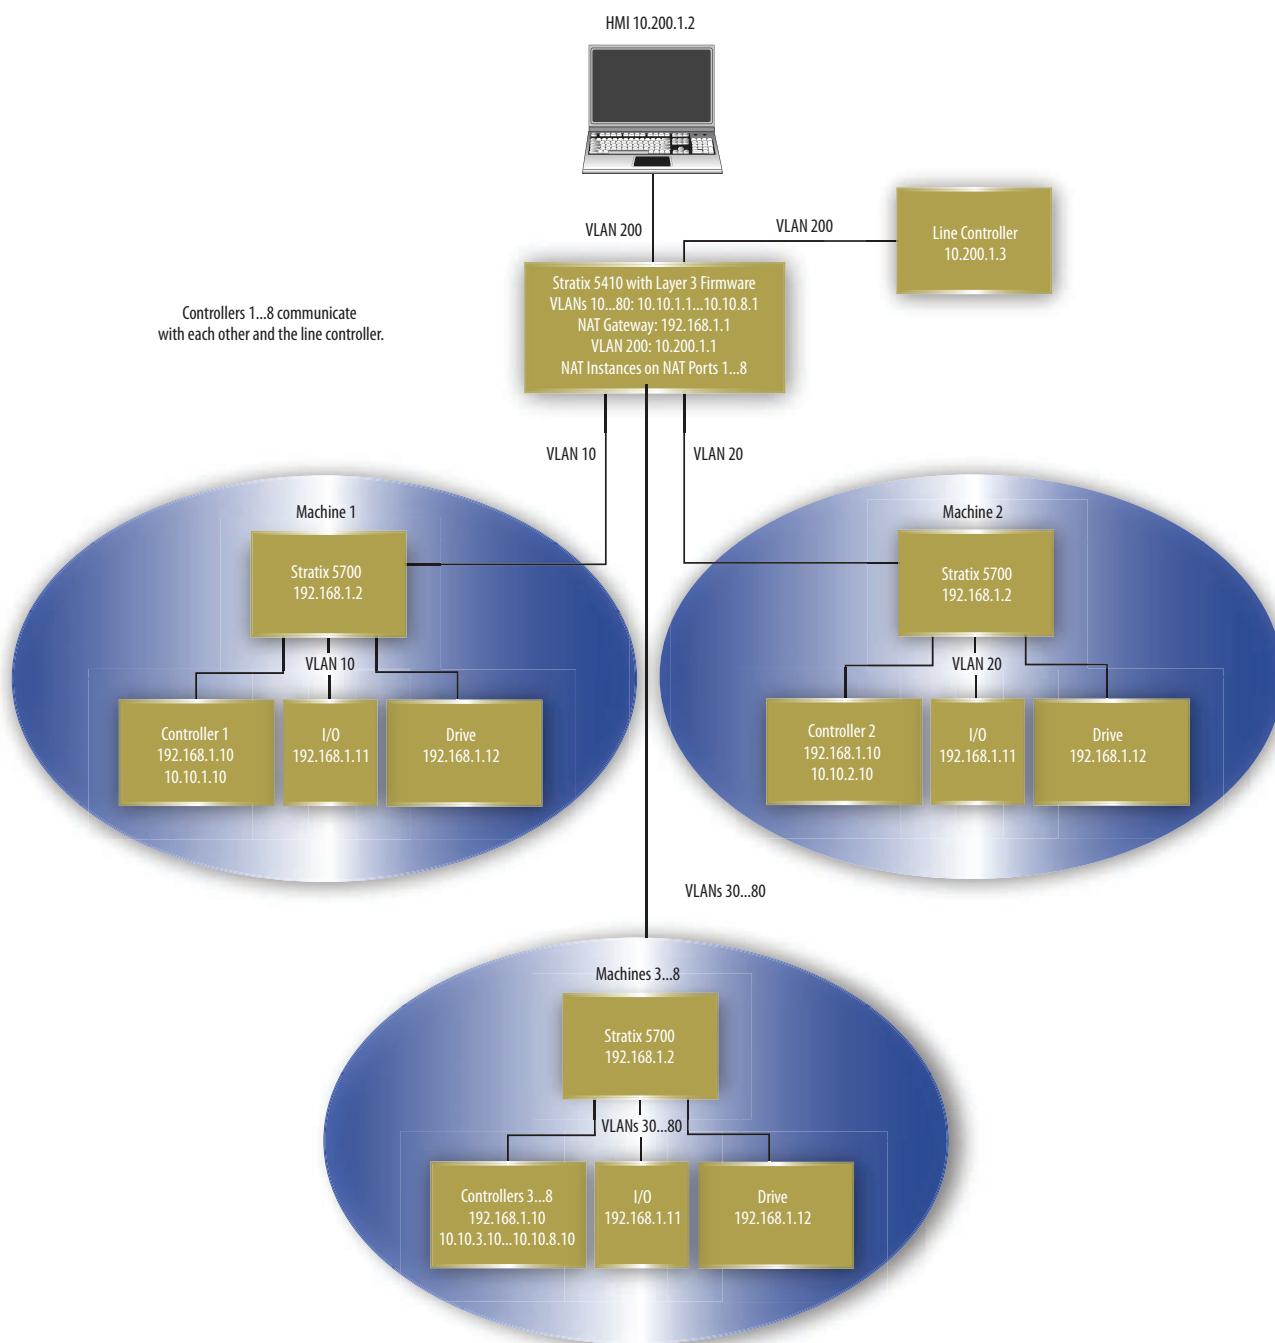 HMI 10.200.1.2
VLAN 200
VLAN 200
Line Controller
10.200.1.3
Stratix 5410 with Layer 3 Firmware
VLANs 10...80: 10.10.1.1...10.10.8.1
NAT Gateway: 192.168.1.1
VLAN 200: 10.200.1.1
NAT Instances on NAT Ports 1...8
Controllers 1...8 communicate
with each other and the line controller.
VLAN 10
VLAN 20
Machine 1
Stratix 5700
192.168.1.2
VLAN 10
Controller 1
192.168.1.10
10.10.1.10
I/O
192.168.1.11
Drive
192.168.1.12
Machine 2
Stratix 5700
192.168.1.2
VLAN 20
Controller 2
192.168.1.10
10.10.2.10
I/O
192.168.1.11
Drive
192.168.1.12
VLANs 30...80
Machines 3...8
Stratix 5700
192.168.1.2
VLANs 30...80
Controllers 3...8
192.168.1.10
10.10.3.10...10.10.8.10
I/O
192.168.1.11
Drive
192.168.1.12